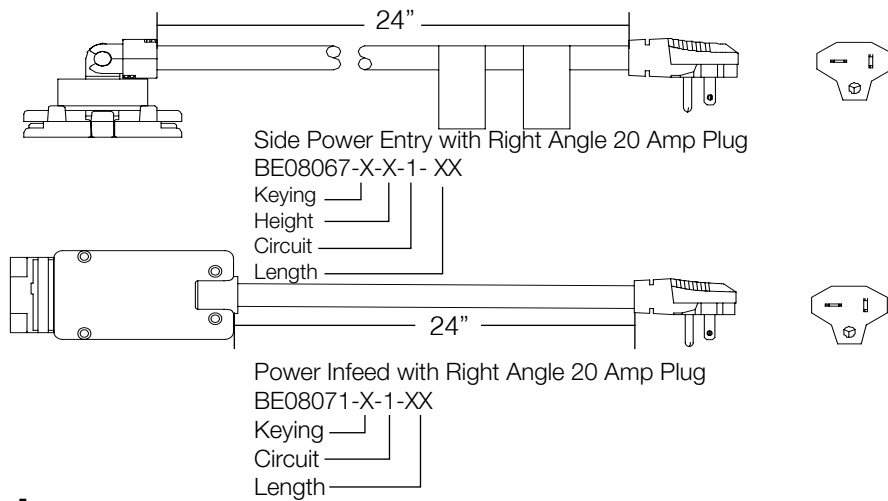 24”
Side Power Entry with Right Angle 20 Amp Plug
BE08067-X-X-1- XX
Keying
Height
Circuit
Length
24”
Power Infeed with Right Angle 20 Amp Plug
BE08071-X-1-XX
Keying
Circuit
Length